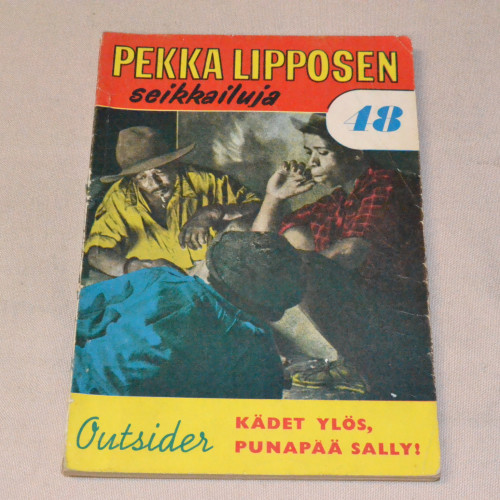 PEKKA LIPPOSEN
seikkailuja
48
Outsider
KÄDET YLÖS,
PUNAPÄÄ SALLY!